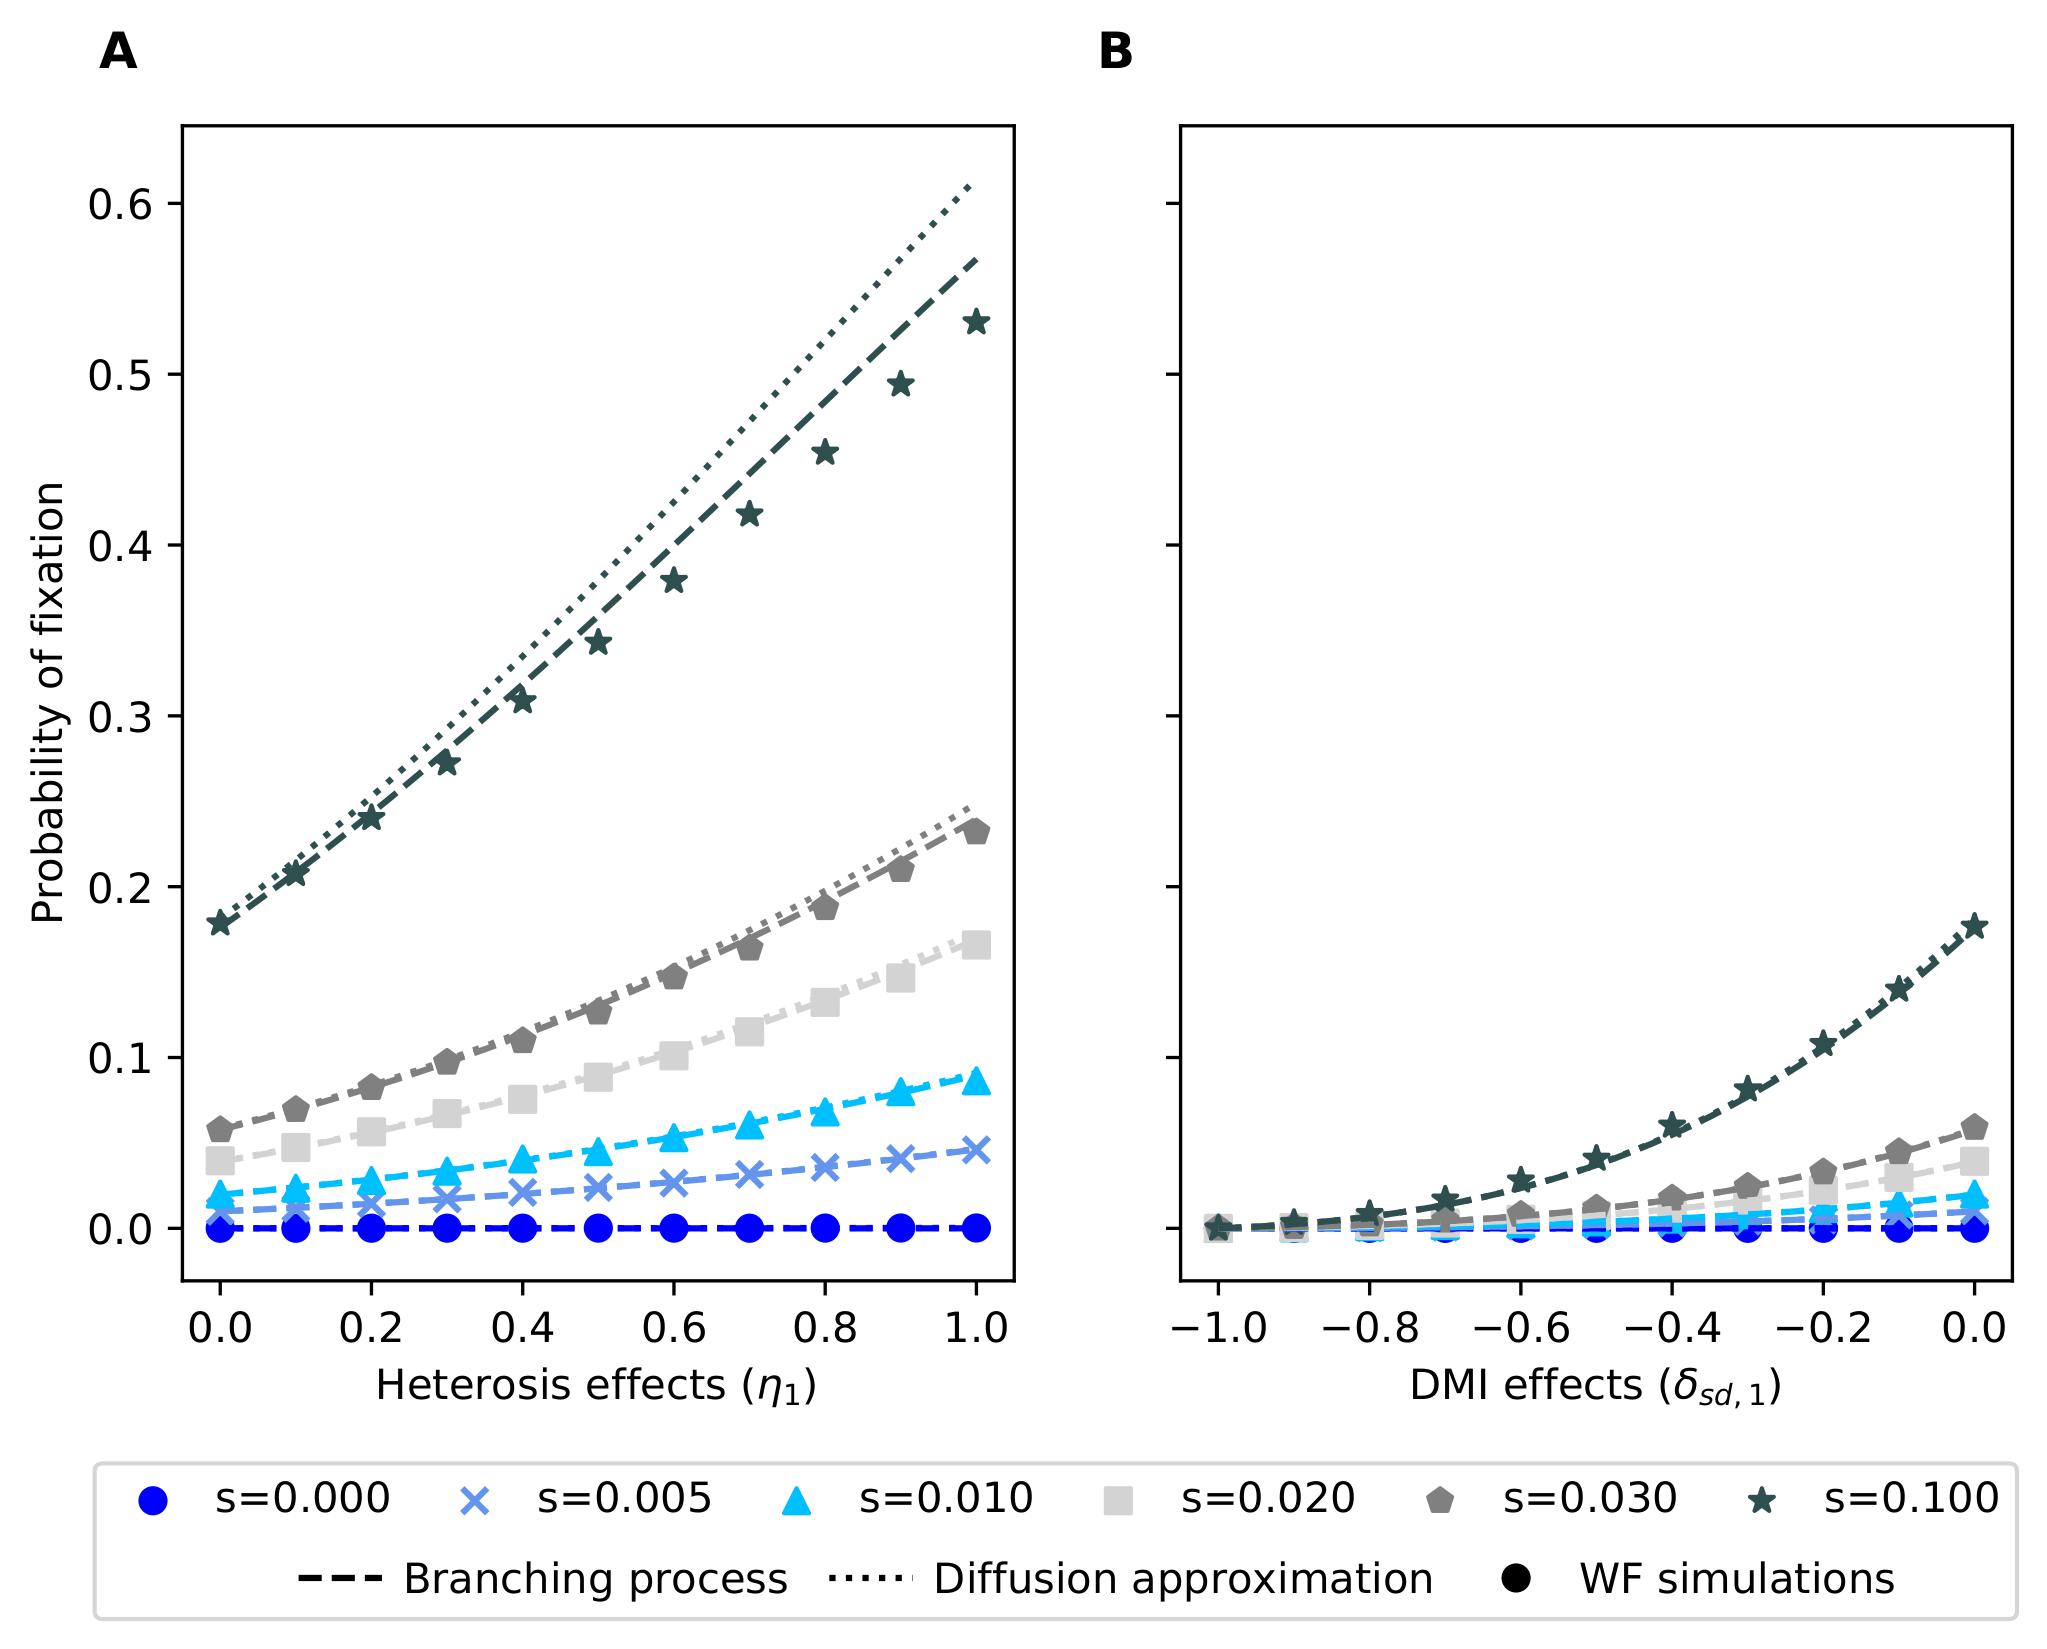 A
B
Probability of fixation
0.6
0.5
0.4
0.3
0.2
0.1
0.0
0.0 0.2 0.4 0.6 0.8 1.0
Heterosis effects (η1)
−1.0 −0.8 −0.6 −0.4 −0.2 0.0
DMI effects (δsd, 1)
s=0.000 s=0.005 s=0.010 s=0.020 s=0.030 s=0.100
Branching process Diffusion approximation WF simulations